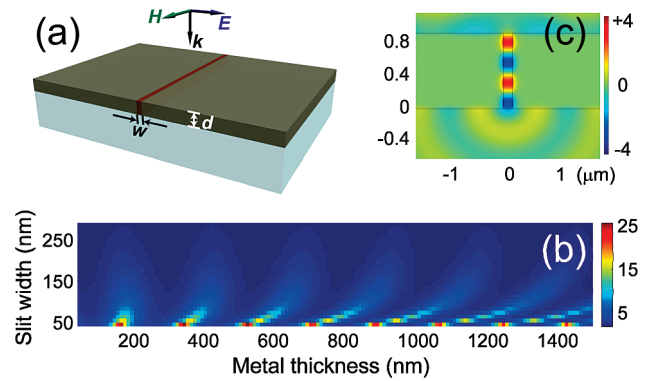 (a)
H
E
k
d
w
(c)
0.8
0.4
0
-0.4
-1
0
1
(μm)
+4
0
-4
(b)
Slit width (nm)
250
150
50
200
400
600
800
1000
1200
1400
Metal thickness (nm)
25
15
5